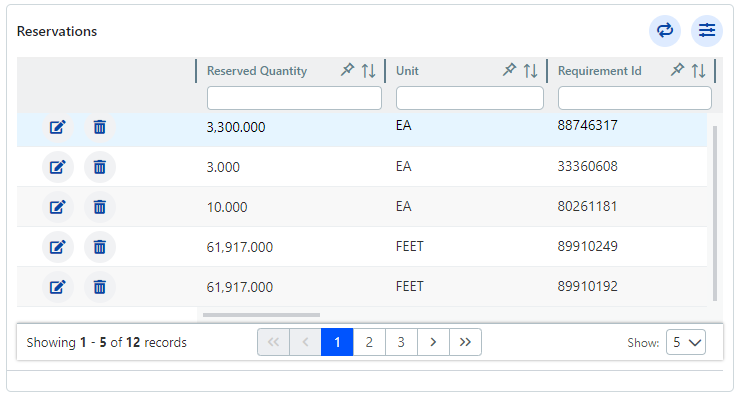 Reservations
Reserved Quantity Unit Requirement Id
3,300.000 EA 88746317
3.000 EA 33360608
10.000 EA 80261181
61,917.000 FEET 89910249
61,917.000 FEET 89910192
Showing 1 - 5 of 12 records 1 2 3 Show: 5